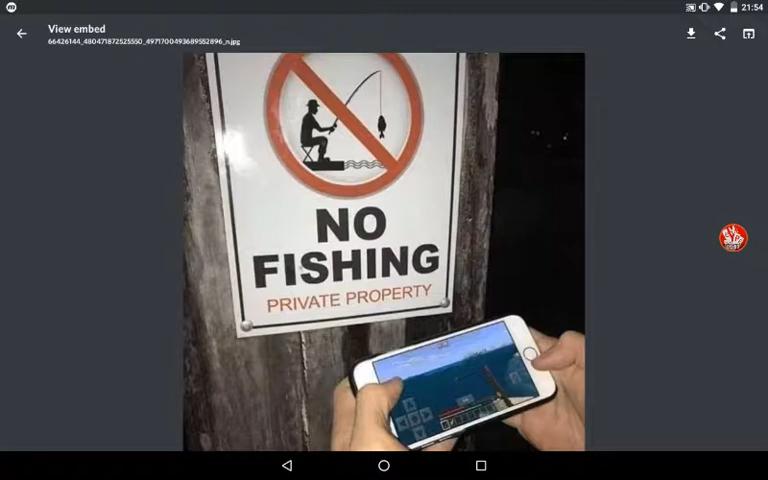 21:54
View embed
66426144_480471872525550_4971700493689552896_n.jpg
NO
FISHING
PRIVATE PROPERTY